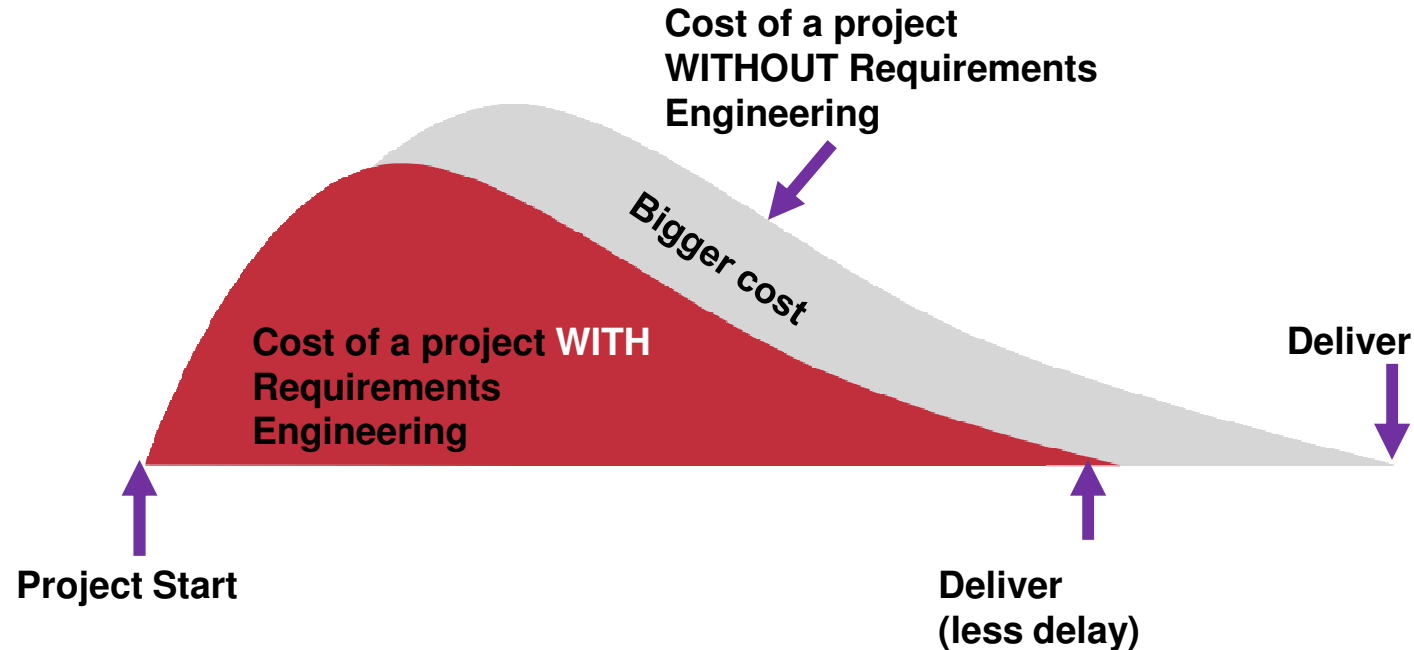 Cost of a project
WITHOUT Requirements
Engineering
Bigger cost
Cost of a project WITH
Requirements
Engineering
Deliver
Project Start
Deliver
(less delay)